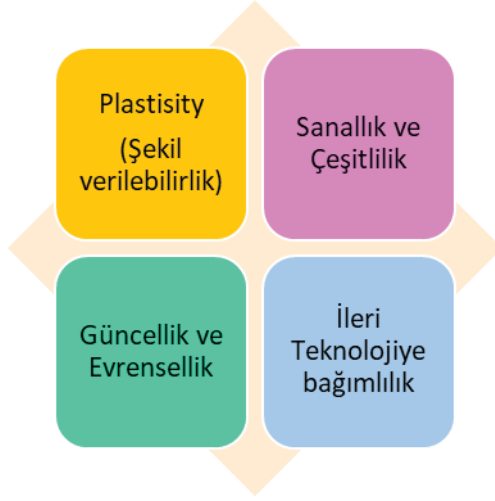 Plastisity
(Şekil
verilebilirlik)
Sanallık ve
Çeşitlilik
Güncellik ve
Evrensellik
İleri
Teknolojiye
bağımlılık